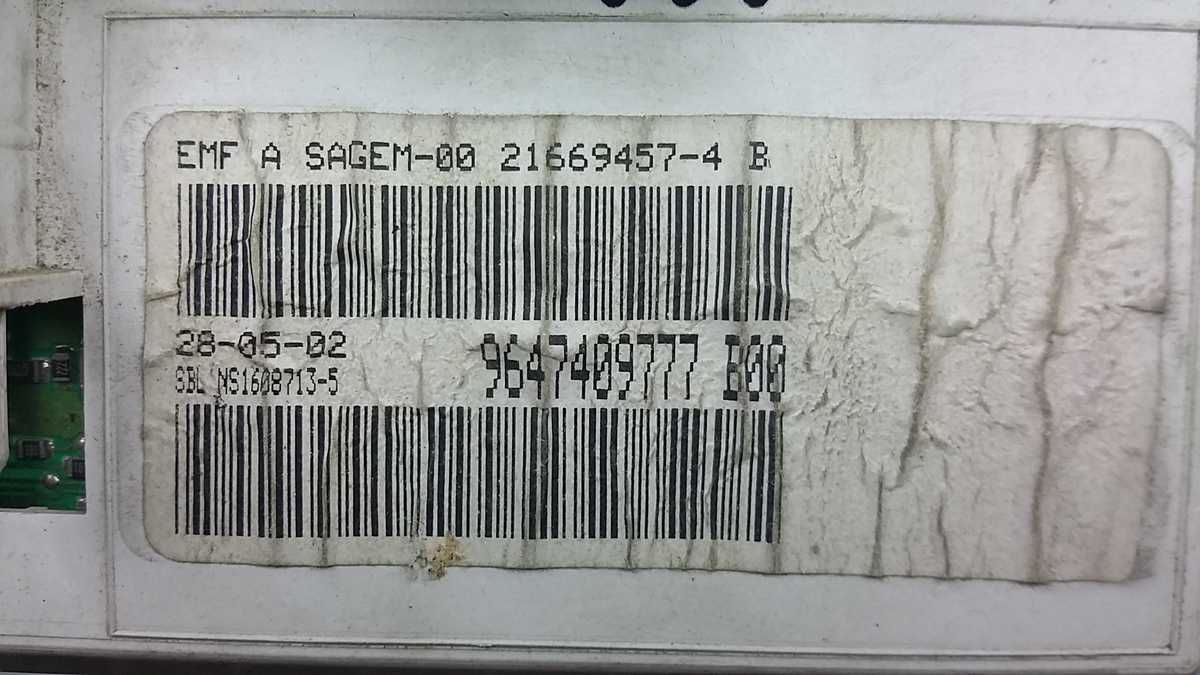 EMF A SAGEM-00 21669457-4 B
28-05-02
9647409777 B00
SBL NS1608713-5